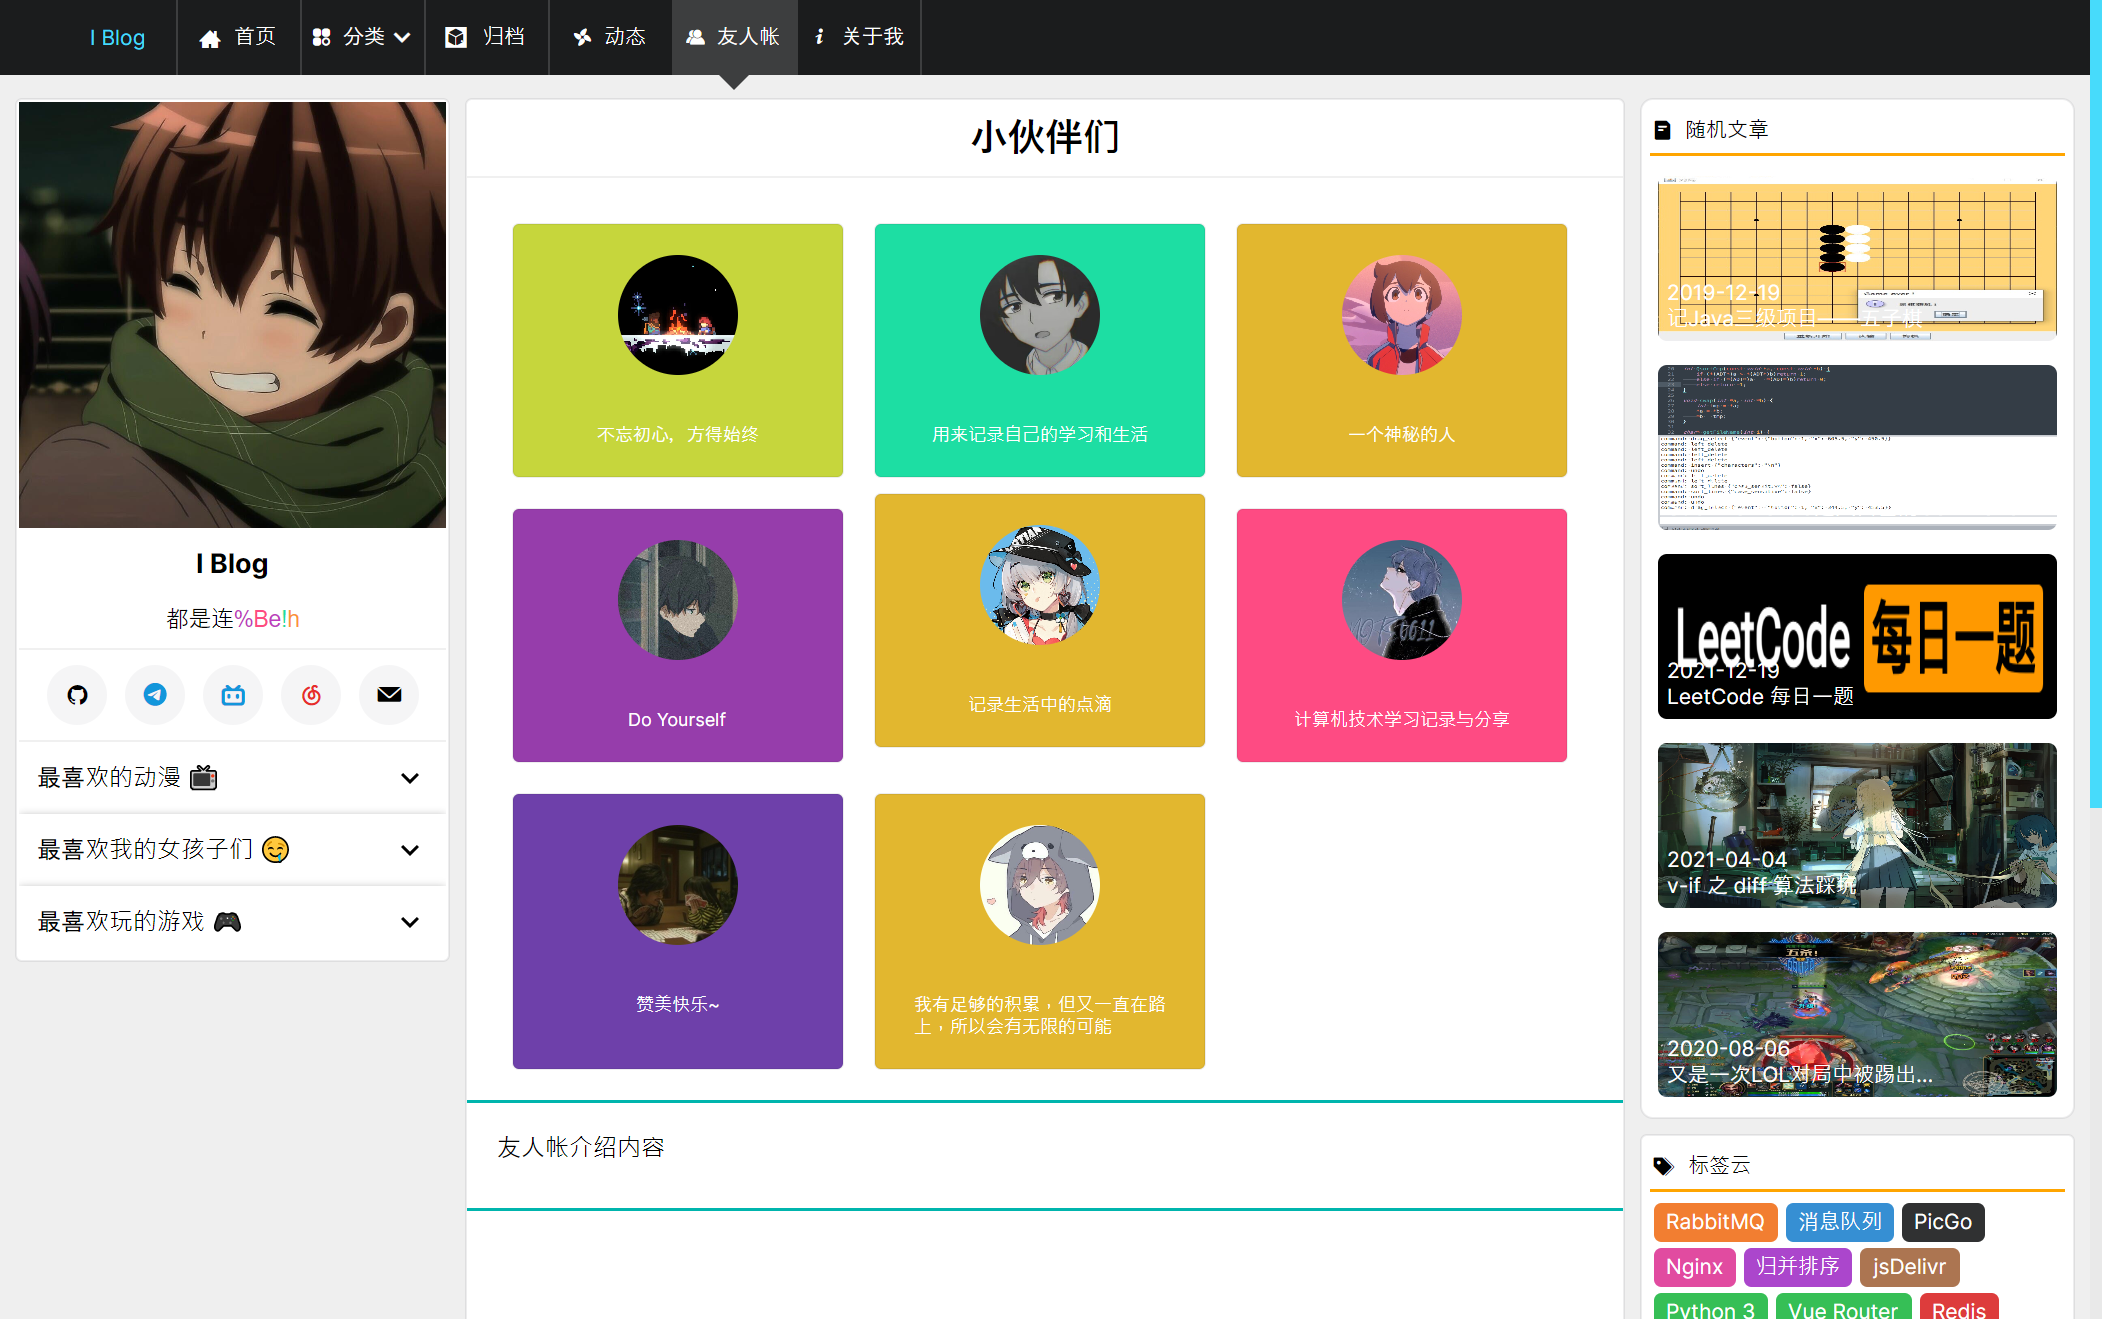 I Blog
首页
分类
归档
动态
友人帐
关于我
I Blog
都是连%Be!h
最喜欢的动漫
最喜欢我的女孩子们
最喜欢玩的游戏
小伙伴们
不忘初心，方得始终
用来记录自己的学习和生活
一个神秘的人
Do Yourself
记录生活中的点滴
计算机技术学习记录与分享
赞美快乐~
我有足够的积累，但又一直在路
上，所以会有无限的可能
友人帐介绍内容
随机文章
2019-12-19
记Java三级项目——五子棋
LeetCode 每日一题
2021-12-19
LeetCode 每日一题
2021-04-04
v-if 之 diff 算法踩坑
五杀!
2020-08-06
又是一次LOL对局中被踢出...
标签云
RabbitMQ
消息队列
PicGo
Nginx
归并排序
jsDelivr
Python 3
Vue Router
Redis